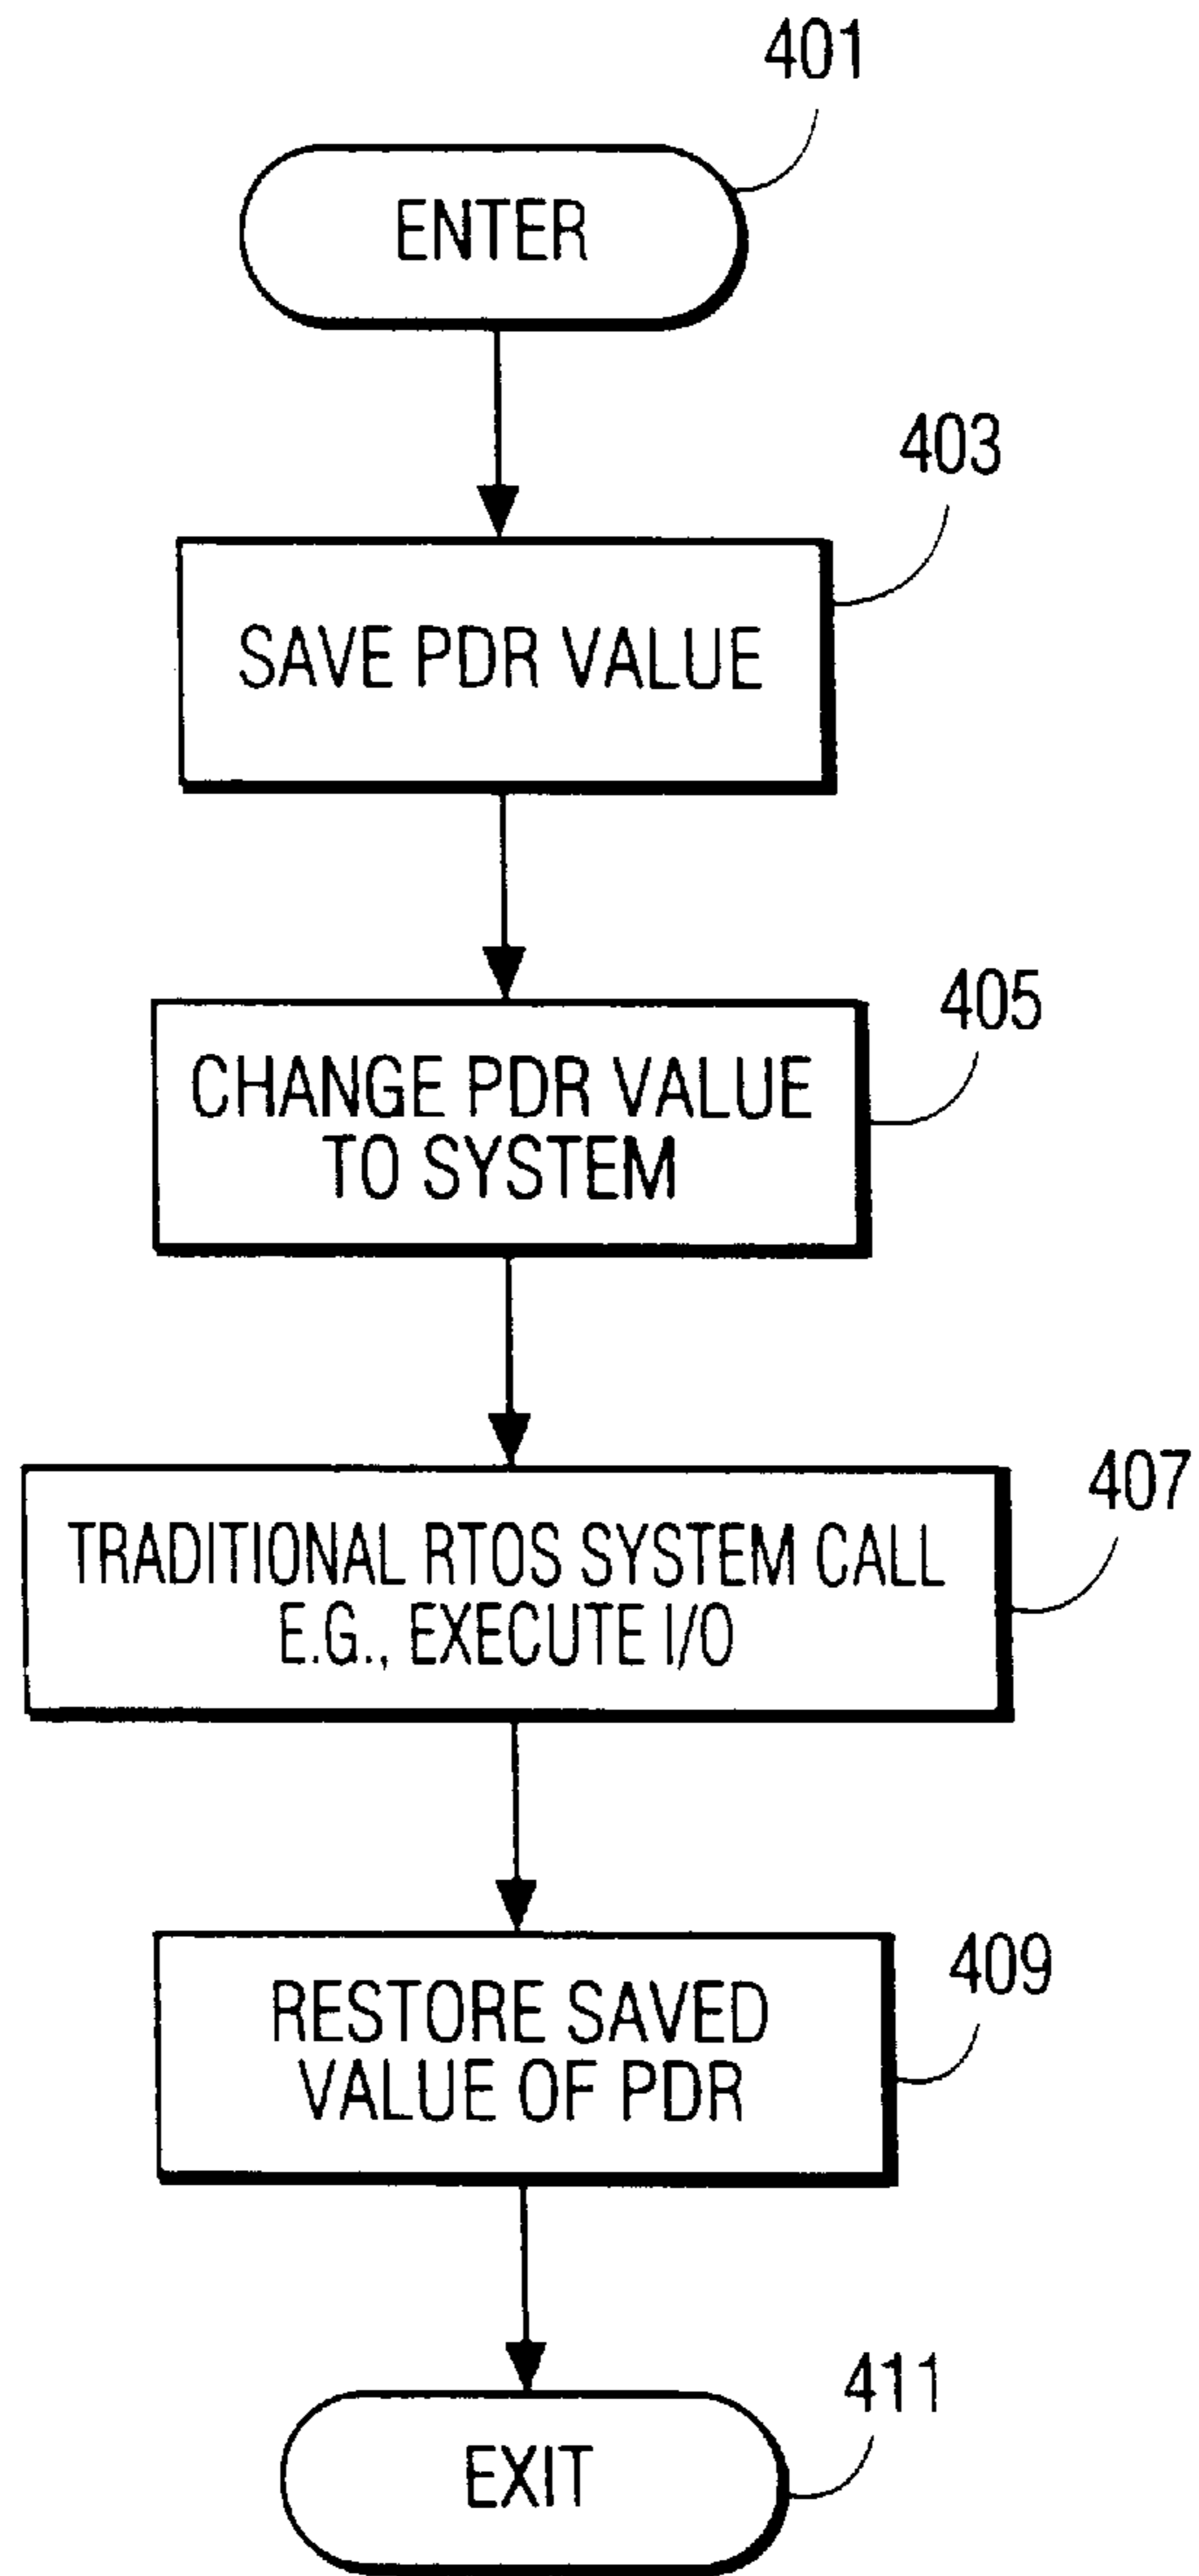 401
ENTER
403
SAVE PDR VALUE
405
CHANGE PDR VALUE
TO SYSTEM
407
TRADITIONAL RTOS SYSTEM CALL
E.G., EXECUTE I/O
409
RESTORE SAVED
VALUE OF PDR
411
EXIT